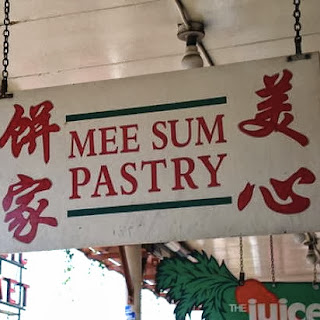 美心
饼家
MEE SUM
PASTRY
THE
juice